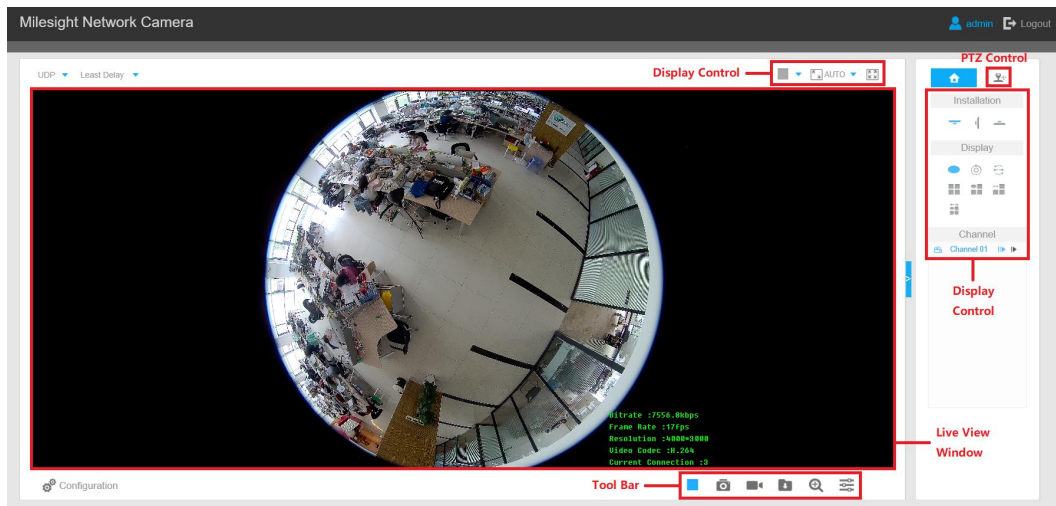 Milesight Network Camera
admin
Logout
PTZ Control
UDP
Least Delay
Display Control
AUTO
Installation
Display
Channel
Channel 01
Display
Control
Bitrate :7556.8kbps
Frame Rate :17fps
Resolution :4000*3000
Video Codec :H.264
Current Connection :3
Live View
Window
Configuration
Tool Bar